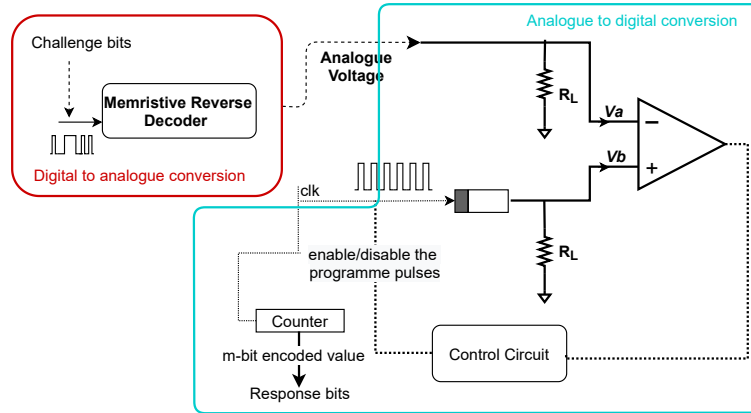 Challenge bits
Memristive Reverse
Decoder
Digital to analogue conversion
Analogue to digital conversion
Analogue
Voltage
RL
Va
Vb
−
+
clk
RL
enable/disable the
programme pulses
Counter
m-bit encoded value
Response bits
Control Circuit